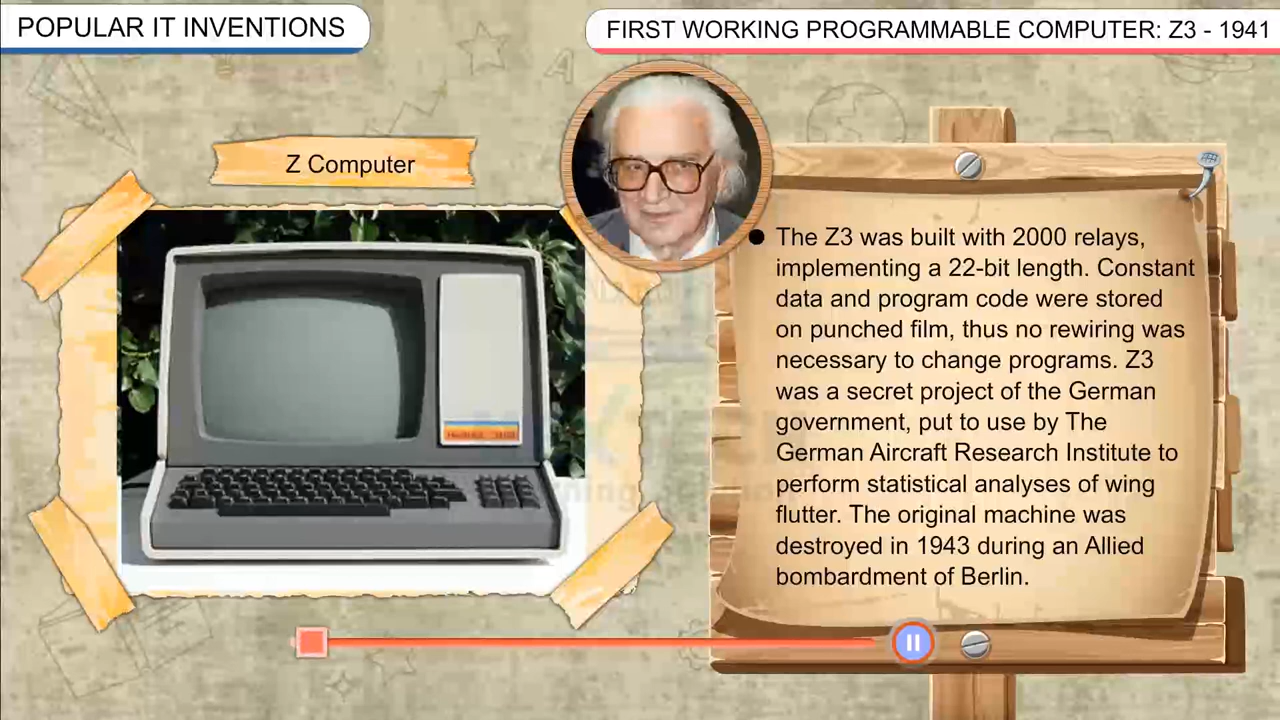 POPULAR IT INVENTIONS
FIRST WORKING PROGRAMMABLE COMPUTER: Z3 - 1941
Z Computer
The Z3 was built with 2000 relays,
implementing a 22-bit length. Constant
data and program code were stored
on punched film, thus no rewiring was
necessary to change programs. Z3
was a secret project of the German
government, put to use by The
German Aircraft Research Institute to
perform statistical analyses of wing
flutter. The original machine was
destroyed in 1943 during an Allied
bombardment of Berlin.